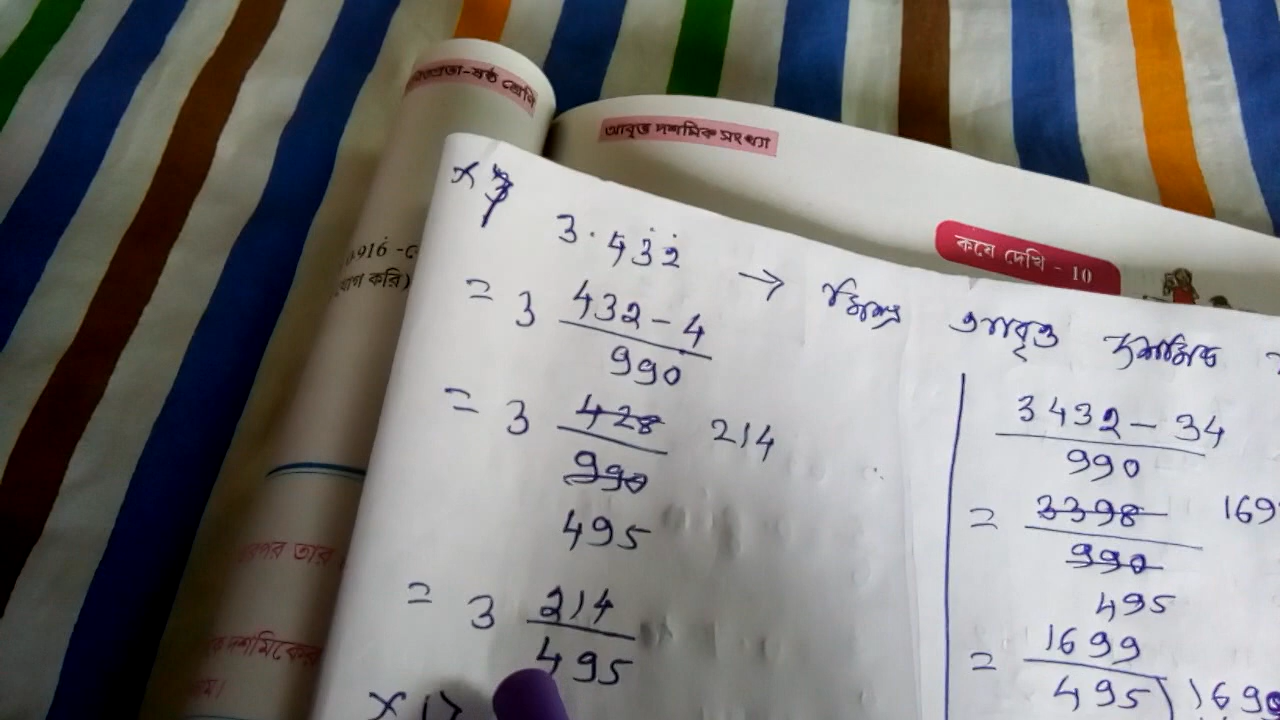 আবৃত্ত দশমিক সংখ্যা
কষে দেখি - 10
3.43̇2̇ → মিশ্র আবৃত্ত দশমিক
= 3 432 - 4 / 990
= 3 428 / 990 214
495
= 3 214 / 495
3432 - 34 / 990
= 3398 / 990 169
495
= 1699 / 495